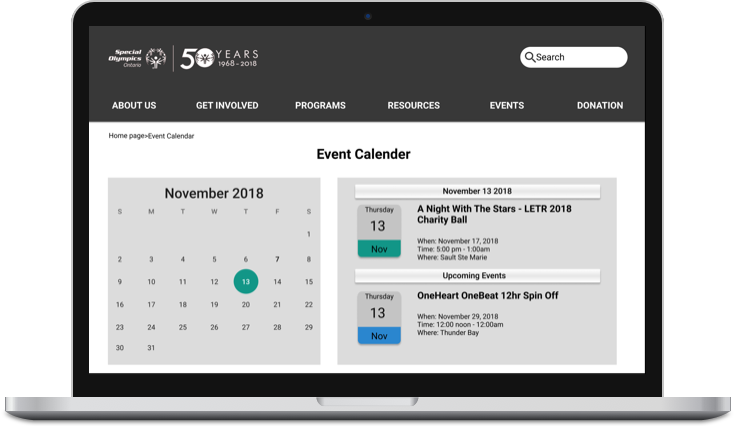 Special
Olympics
Ontario
50 YEARS
1968-2018
Search
ABOUT US GET INVOLVED PROGRAMS RESOURCES EVENTS DONATION
Home page>Event Calendar
Event Calender
November 2018
S M T W T F S
1
2 3 4 5 6 7 8
9 10 11 12 13 14 15
16 17 18 19 20 21 22
23 24 25 26 27 28 29
30 31
November 13 2018
Thursday
13
Nov
A Night With The Stars - LETR 2018
Charity Ball
When: November 17, 2018
Time: 5:00 pm - 1:00am
Where: Sault Ste Marie
Upcoming Events
Thursday
13
Nov
OneHeart OneBeat 12hr Spin Off
When: November 29, 2018
Time: 12:00 noon - 12:00am
Where: Thunder Bay